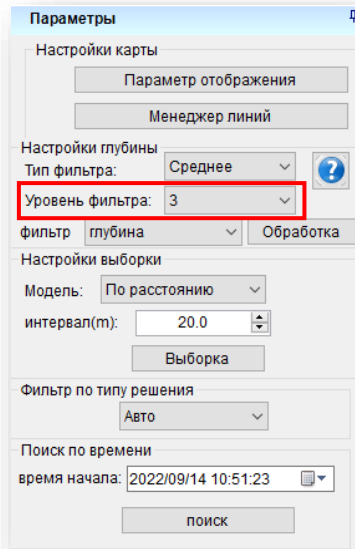 Параметры
Настройки карты
Параметр отображения
Менеджер линий
Настройки глубины
Тип фильтра: Среднее
Уровень фильтра: 3
фильтр глубина Обработка
Настройки выборки
Модель: По расстоянию
интервал(m): 20.0
Выборка
Фильтр по типу решения
Авто
Поиск по времени
время начала: 2022/09/14 10:51:23
поиск